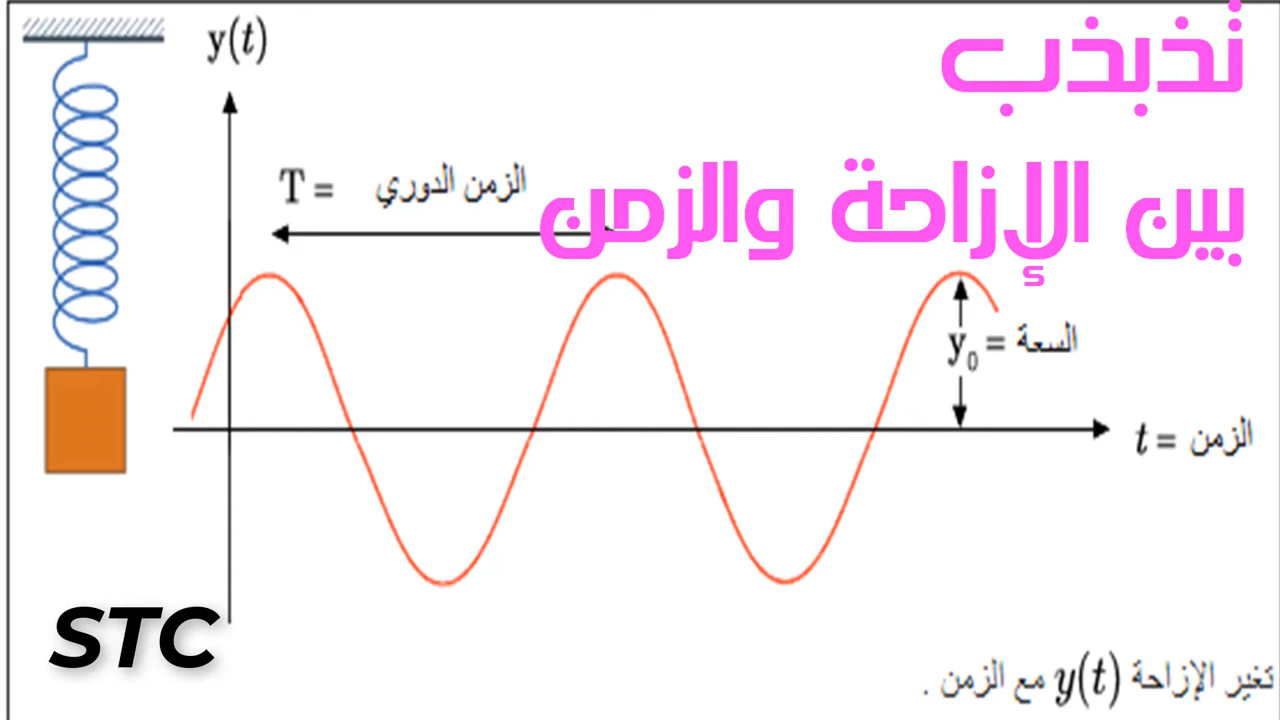 تذبذب
بين الإزاحة والزمن
y(t)
T = الزمن الدوري
y₀ = السعة
t = الزمن
STC
تغير الإزاحة y(t) مع الزمن .